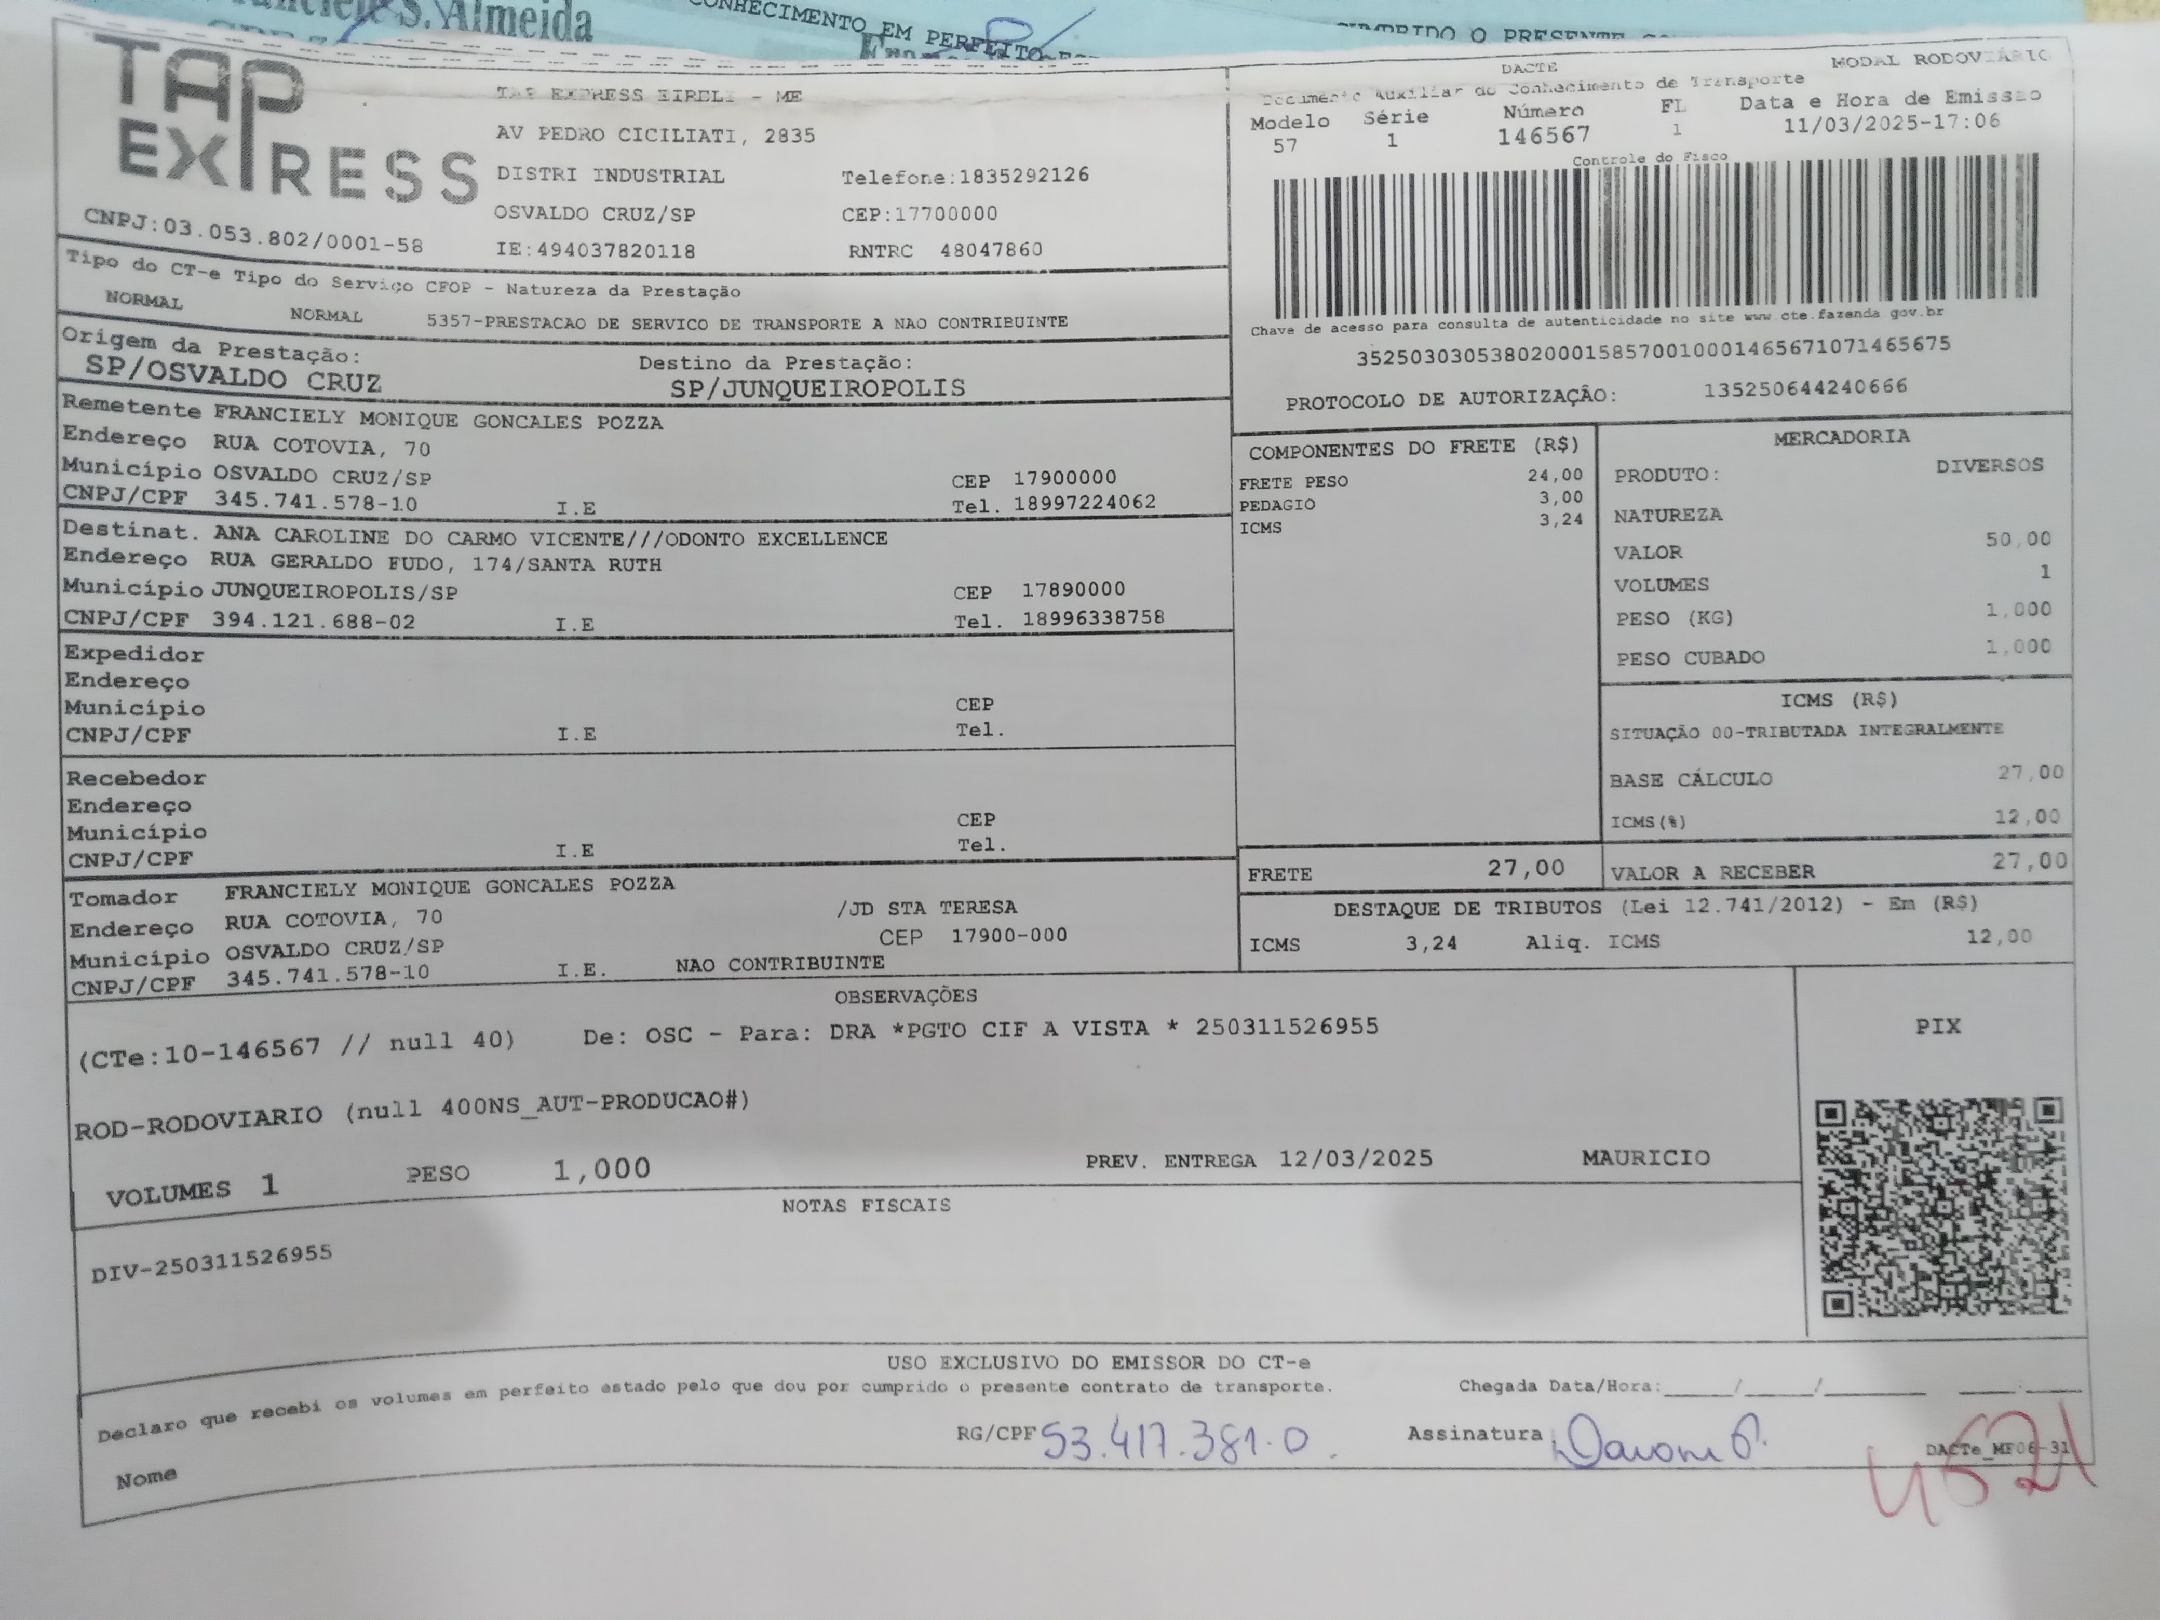 S. Almeida
CONHECIMENTO EM PERFEITO
O PRESENTE
TAP
EXPRESS
CNPJ:03.053.802/0001-58
TAP EXPRESS EIRELI - ME
AV PEDRO CICILIATI, 2835
DISTRI INDUSTRIAL Telefone:1835292126
OSVALDO CRUZ/SP CEP:17700000
IE:494037820118 RNTRC 48047860
DACTE MODAL RODOVIÁRIO
Documento Auxiliar do Conhecimento de Transporte
Modelo Série Número FL Data e Hora de Emissão
57 1 146567 1 11/03/2025-17:06
Controle do Fisco
Chave de acesso para consulta de autenticidade no site www.cte.fazenda.gov.br
35250303053802000158570010001465671071465675
PROTOCOLO DE AUTORIZAÇÃO: 135250644240666
Tipo do CT-e Tipo do Serviço CFOP - Natureza da Prestação
NORMAL NORMAL 5357-PRESTACAO DE SERVICO DE TRANSPORTE A NAO CONTRIBUINTE
Origem da Prestação: Destino da Prestação:
SP/OSVALDO CRUZ SP/JUNQUEIROPOLIS
Remetente FRANCIELY MONIQUE GONCALES POZZA
Endereço RUA COTOVIA, 70
Município OSVALDO CRUZ/SP CEP 17900000
CNPJ/CPF 345.741.578-10 I.E Tel. 18997224062
Destinat. ANA CAROLINE DO CARMO VICENTE///ODONTO EXCELLENCE
Endereço RUA GERALDO FUDO, 174/SANTA RUTH
Município JUNQUEIROPOLIS/SP CEP 17890000
CNPJ/CPF 394.121.688-02 I.E Tel. 18996338758
Expedidor
Endereço
Município CEP
CNPJ/CPF I.E Tel.
Recebedor
Endereço
Município CEP
CNPJ/CPF I.E Tel.
Tomador FRANCIELY MONIQUE GONCALES POZZA
Endereço RUA COTOVIA, 70 /JD STA TERESA
Município OSVALDO CRUZ/SP CEP 17900-000
CNPJ/CPF 345.741.578-10 I.E. NAO CONTRIBUINTE
COMPONENTES DO FRETE (R$)
FRETE PESO 24,00
PEDAGIO 3,00
ICMS 3,24
FRETE 27,00
MERCADORIA
PRODUTO: DIVERSOS
NATUREZA
VALOR 50,00
VOLUMES 1
PESO (KG) 1,000
PESO CUBADO 1,000
ICMS (R$)
SITUAÇÃO 00-TRIBUTADA INTEGRALMENTE
BASE CÁLCULO 27,00
ICMS(%) 12,00
VALOR A RECEBER 27,00
DESTAQUE DE TRIBUTOS (Lei 12.741/2012) - Em (R$)
ICMS 3,24 Aliq. ICMS 12,00
OBSERVAÇÕES
(CTe:10-146567 // null 40) De: OSC - Para: DRA *PGTO CIF A VISTA * 250311526955
ROD-RODOVIARIO (null 400NS_AUT-PRODUCAO#)
VOLUMES 1 PESO 1,000 PREV. ENTREGA 12/03/2025 MAURICIO
PIX
NOTAS FISCAIS
DIV-250311526955
USO EXCLUSIVO DO EMISSOR DO CT-e
Declaro que recebi os volumes em perfeito estado pelo que dou por cumprido o presente contrato de transporte. Chegada Data/Hora:____/____/______ ___:___
Nome RG/CPF 53.417.381.0 Assinatura
DACTe_MF06-31